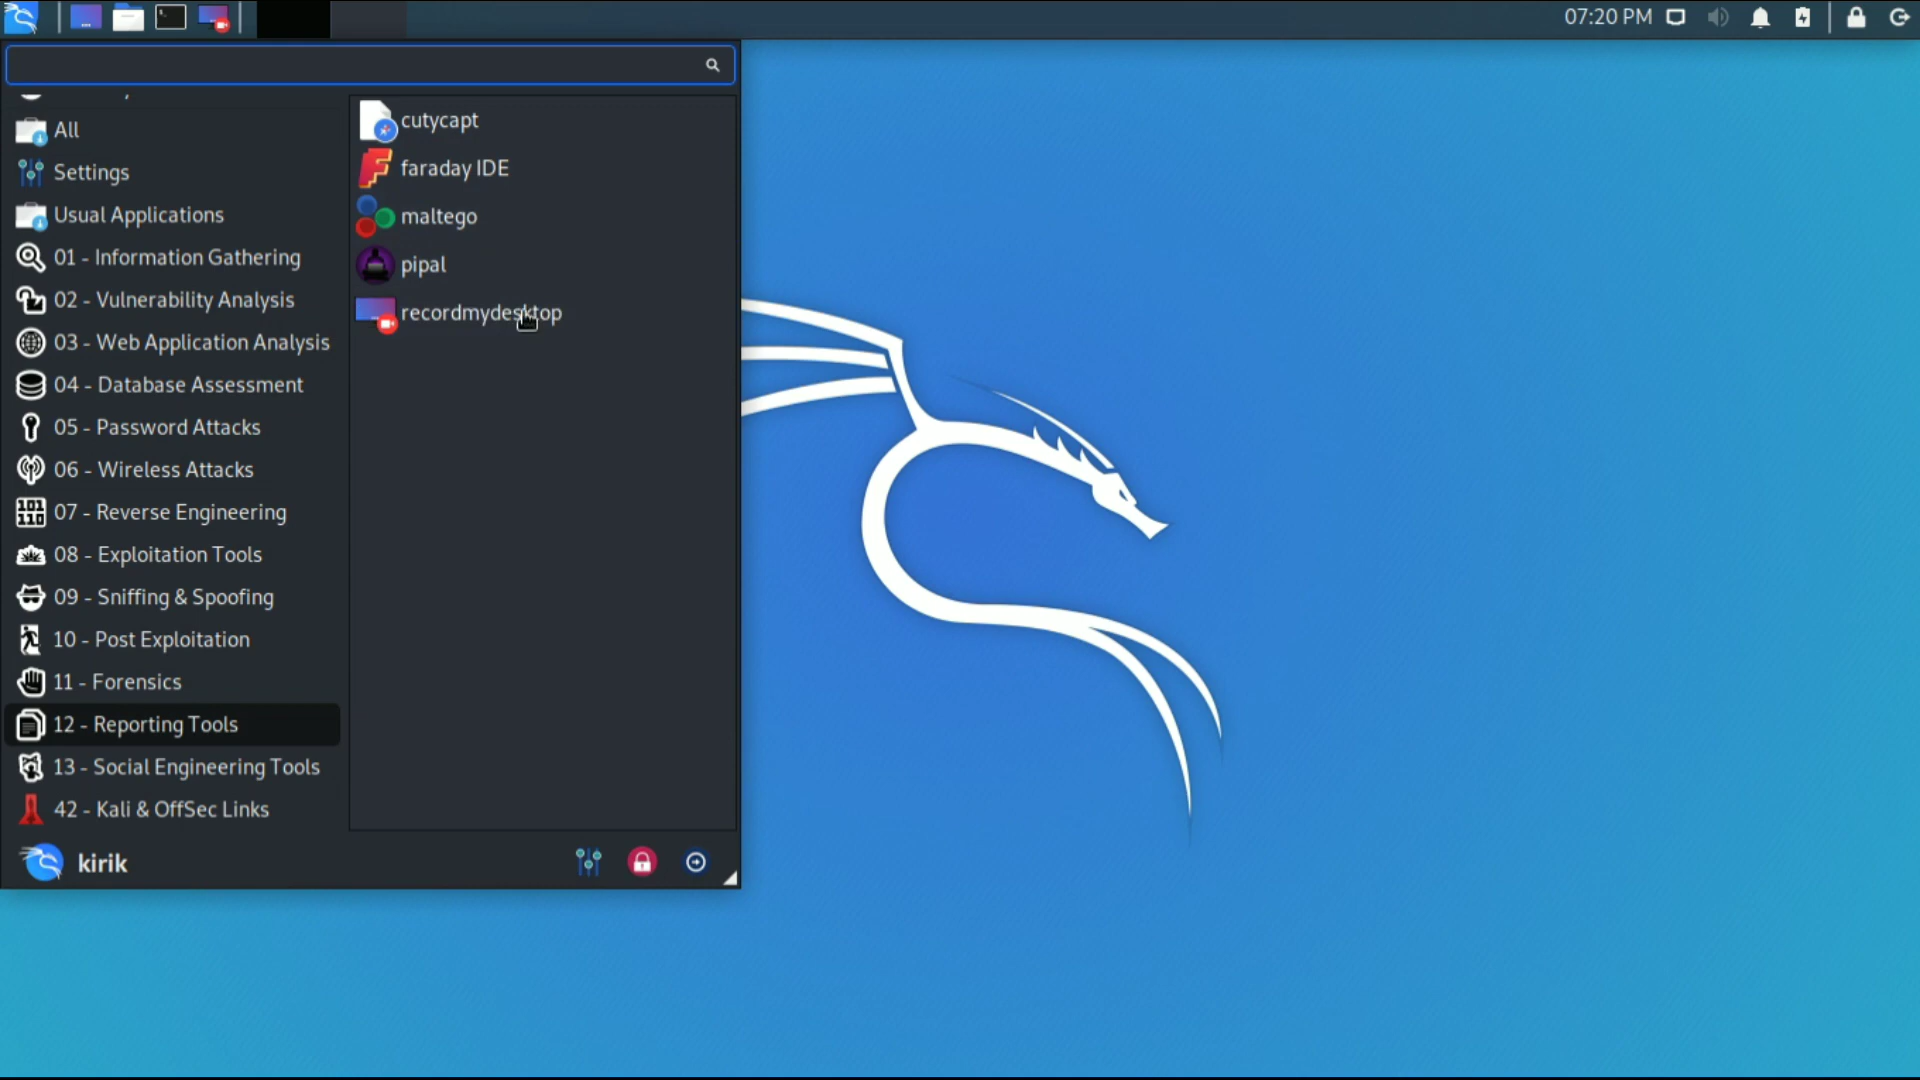 07:20 PM
All
Settings
Usual Applications
01 - Information Gathering
02 - Vulnerability Analysis
03 - Web Application Analysis
04 - Database Assessment
05 - Password Attacks
06 - Wireless Attacks
07 - Reverse Engineering
08 - Exploitation Tools
09 - Sniffing & Spoofing
10 - Post Exploitation
11 - Forensics
12 - Reporting Tools
13 - Social Engineering Tools
42 - Kali & OffSec Links
cutycapt
faraday IDE
maltego
pipal
recordmydesktop
kirik